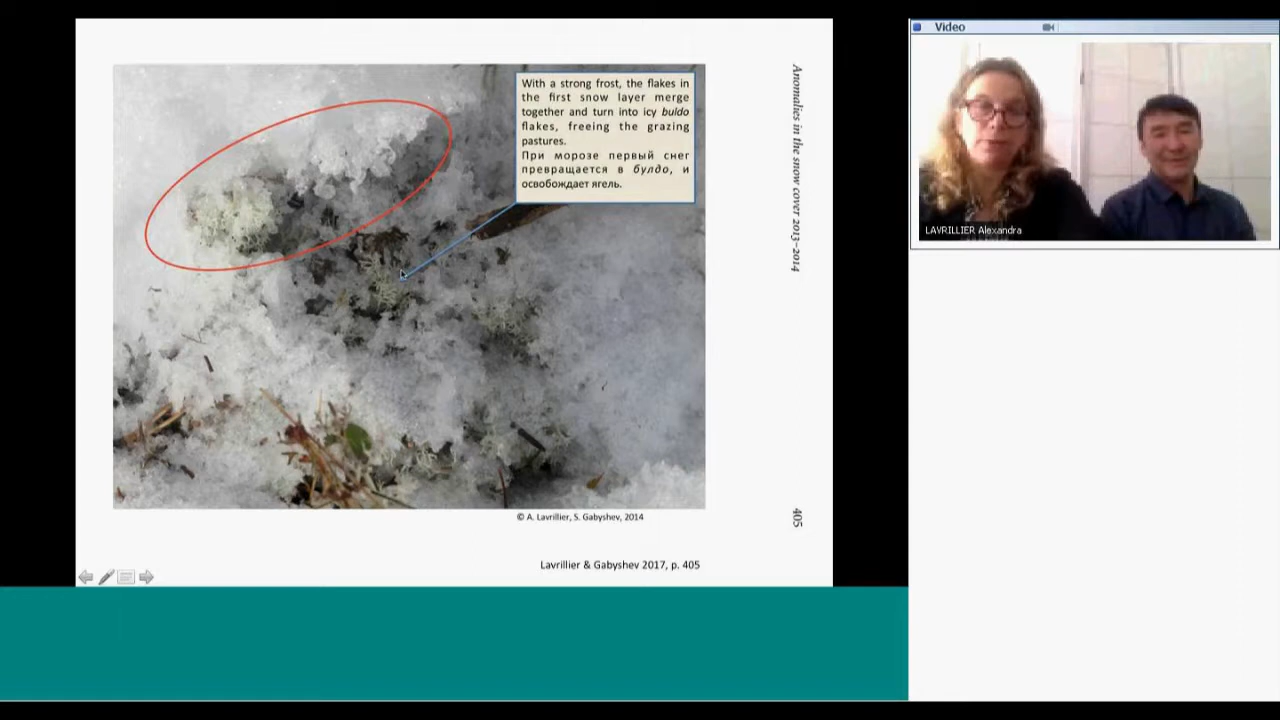 Video
With a strong frost, the flakes in
the first snow layer merge
together and turn into icy buldo
flakes, freeing the grazing
pastures.
При морозе первый снег
превращается в булдо, и
освобождает ягель.
Anomalies in the snow cover 2013–2014
405
© A. Lavrillier, S. Gabyshev, 2014
Lavrillier & Gabyshev 2017, p. 405
LAVRILLIER Alexandra